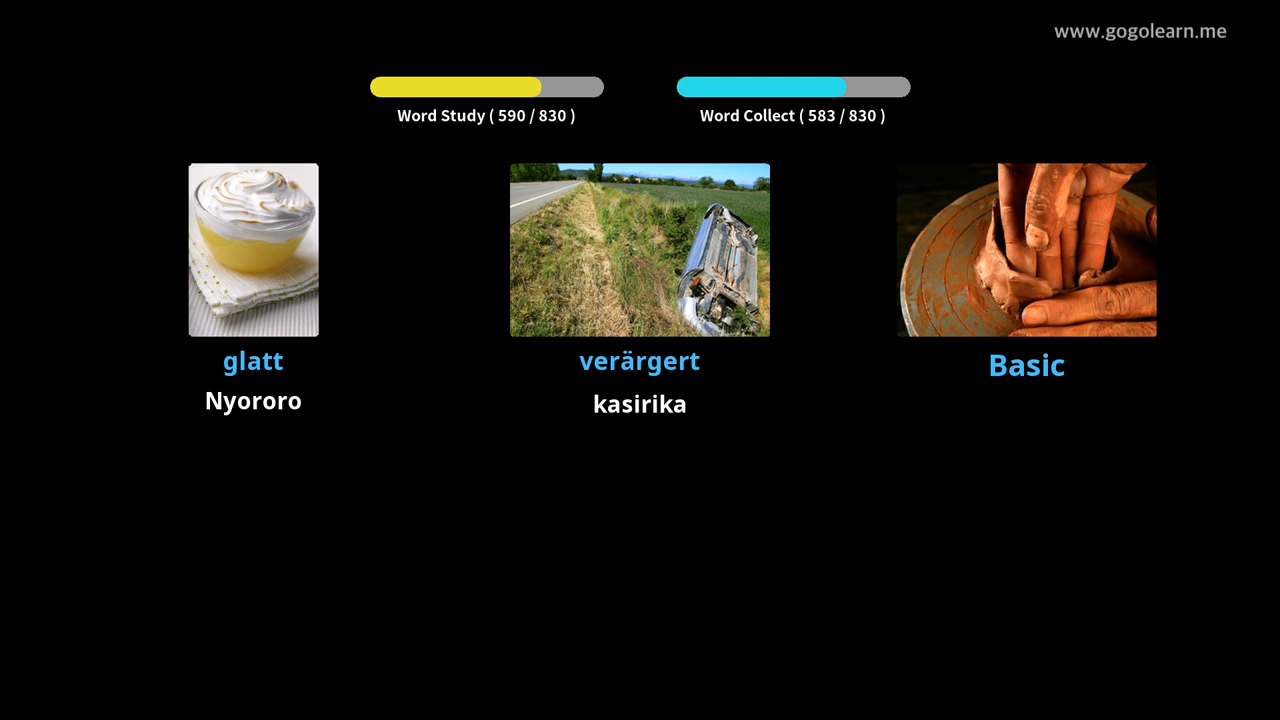 www.gogolearn.me
Word Study ( 590 / 830 )
Word Collect ( 583 / 830 )
glatt
Nyororo
verärgert
kasirika
Basic